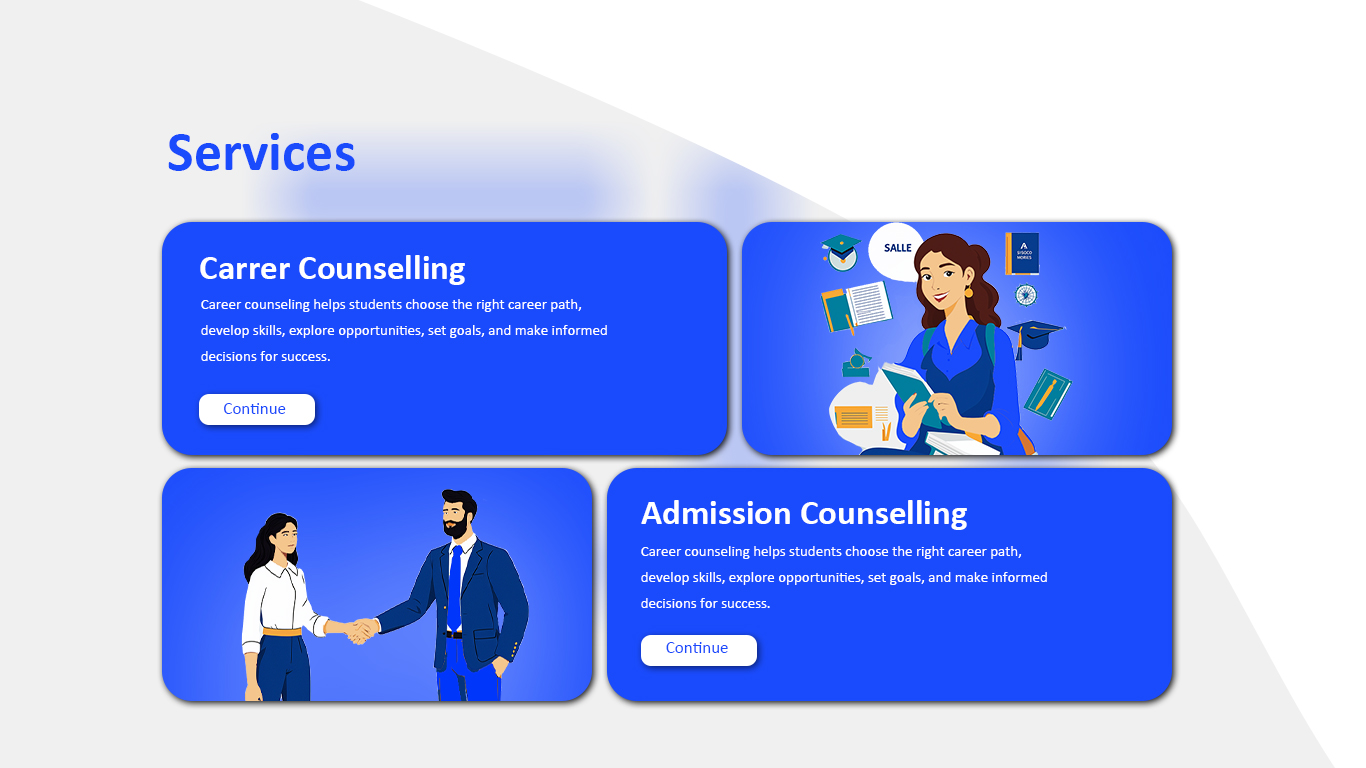 Services
Carrer Counselling
Career counseling helps students choose the right career path,
develop skills, explore opportunities, set goals, and make informed
decisions for success.
Continue
SALLE
Admission Counselling
Career counseling helps students choose the right career path,
develop skills, explore opportunities, set goals, and make informed
decisions for success.
Continue